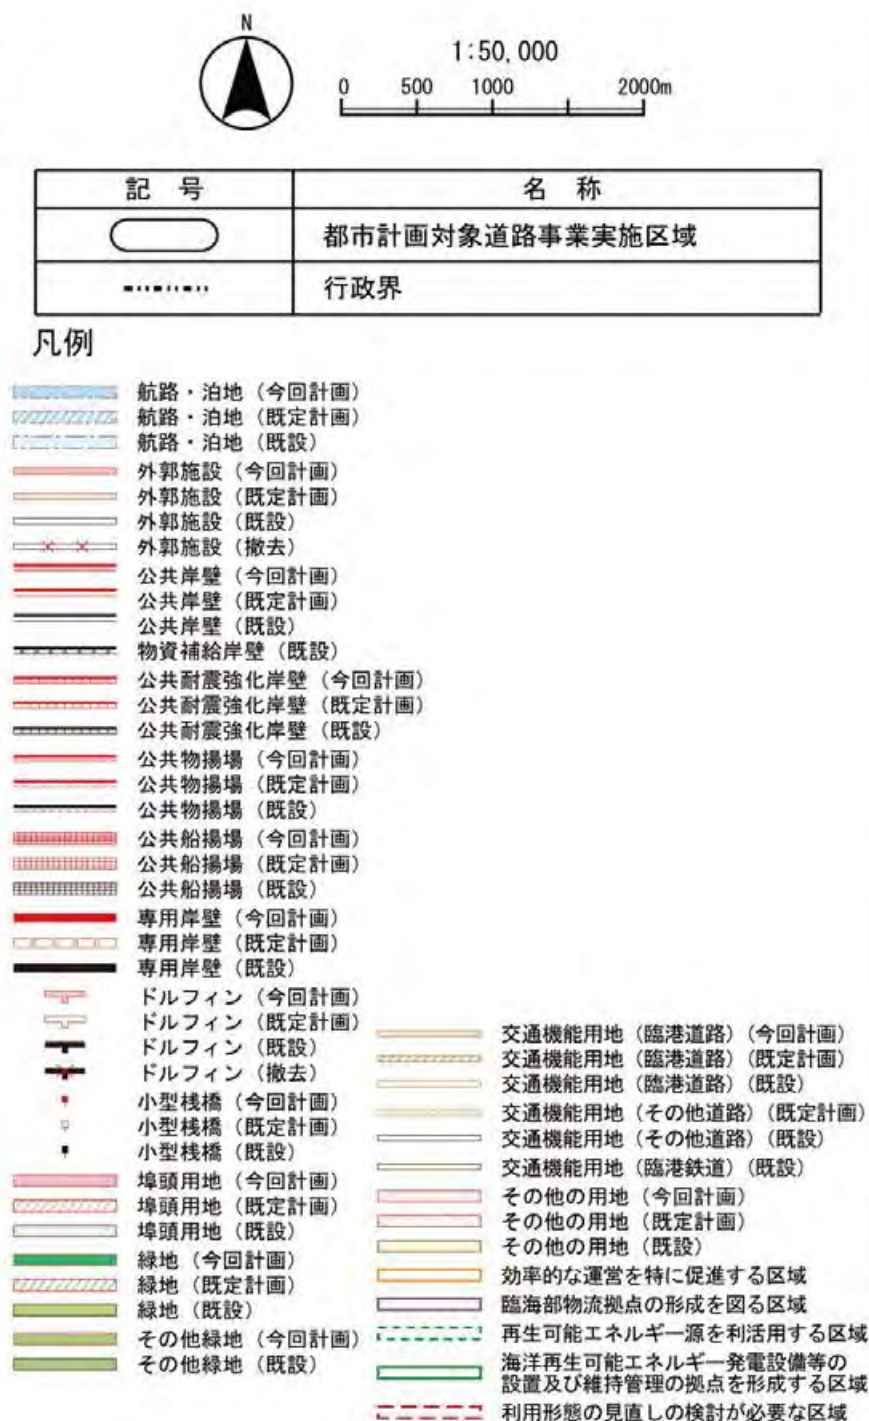 N
1:50,000
0 500 1000 2000m
記 号 名 称
都市計画対象道路事業実施区域
行政界
凡例
航路・泊地（今回計画）
航路・泊地（既定計画）
航路・泊地（既設）
外郭施設（今回計画）
外郭施設（既定計画）
外郭施設（既設）
外郭施設（撤去）
公共岸壁（今回計画）
公共岸壁（既定計画）
公共岸壁（既設）
物資補給岸壁（既設）
公共耐震強化岸壁（今回計画）
公共耐震強化岸壁（既定計画）
公共耐震強化岸壁（既設）
公共物揚場（今回計画）
公共物揚場（既定計画）
公共物揚場（既設）
公共船揚場（今回計画）
公共船揚場（既定計画）
公共船揚場（既設）
専用岸壁（今回計画）
専用岸壁（既定計画）
専用岸壁（既設）
ドルフィン（今回計画）
ドルフィン（既定計画）
ドルフィン（既設）
ドルフィン（撤去）
小型桟橋（今回計画）
小型桟橋（既定計画）
小型桟橋（既設）
埠頭用地（今回計画）
埠頭用地（既定計画）
埠頭用地（既設）
緑地（今回計画）
緑地（既定計画）
緑地（既設）
その他緑地（今回計画）
その他緑地（既設）
交通機能用地（臨港道路）（今回計画）
交通機能用地（臨港道路）（既定計画）
交通機能用地（臨港道路）（既設）
交通機能用地（その他道路）（既定計画）
交通機能用地（その他道路）（既設）
交通機能用地（臨港鉄道）（既設）
その他の用地（今回計画）
その他の用地（既定計画）
その他の用地（既設）
効率的な運営を特に促進する区域
臨海部物流拠点の形成を図る区域
再生可能エネルギー源を利活用する区域
海洋再生可能エネルギー発電設備等の
設置及び維持管理の拠点を形成する区域
利用形態の見直しの検討が必要な区域